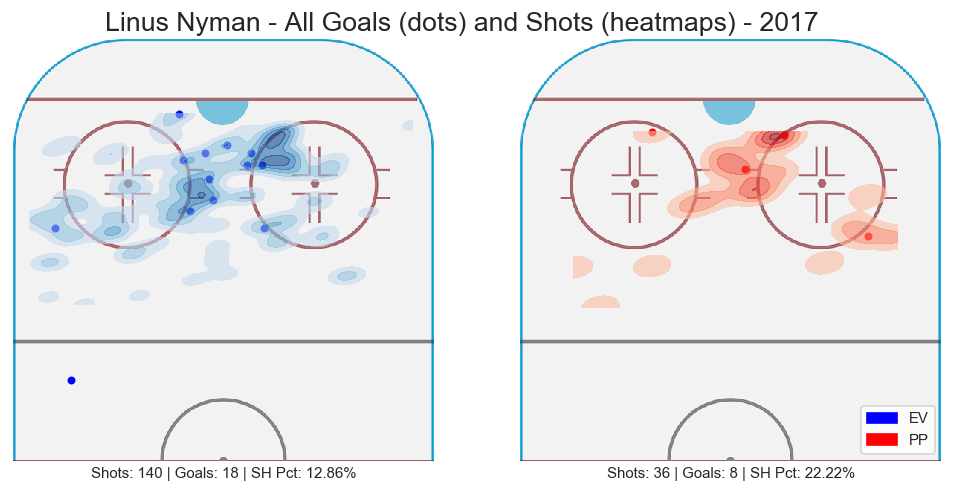 Linus Nyman - All Goals (dots) and Shots (heatmaps) - 2017
EV
PP
Shots: 140 | Goals: 18 | SH Pct: 12.86%
Shots: 36 | Goals: 8 | SH Pct: 22.22%